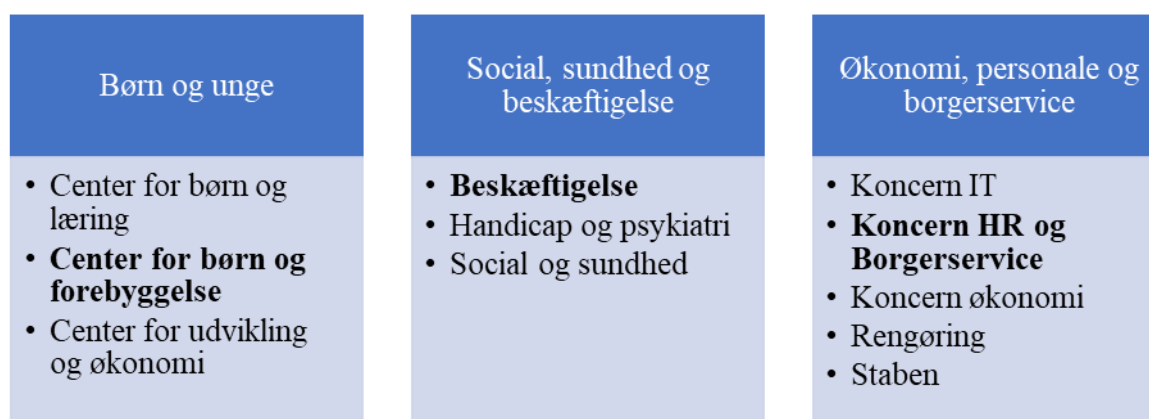 Børn og unge
• Center for børn og
læring
• Center for børn og
forebyggelse
• Center for udvikling
og økonomi
Social, sundhed og
beskæftigelse
• Beskæftigelse
• Handicap og psykiatri
• Social og sundhed
Økonomi, personale og
borgerservice
• Koncern IT
• Koncern HR og
Borgerservice
• Koncern økonomi
• Rengøring
• Staben